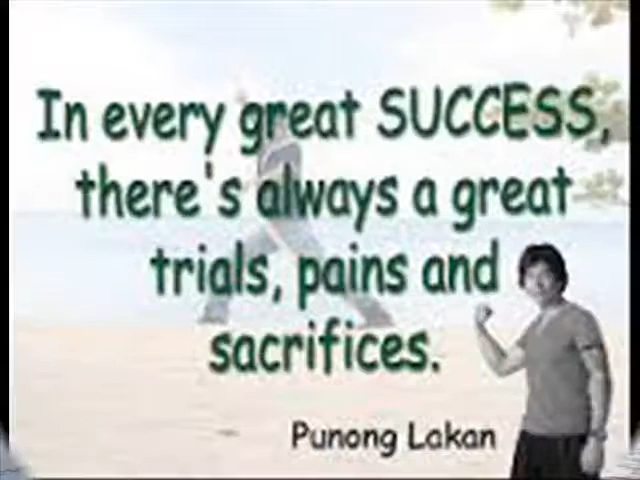 In every great SUCCESS,
there's always a great
trials, pains and
sacrifices.
Punong Lakan